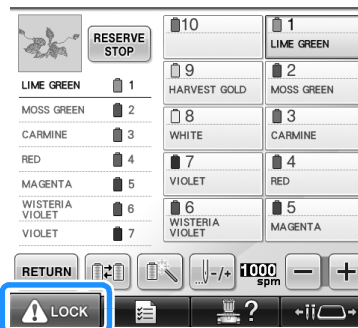 RESERVE
STOP
LIME GREEN 1
MOSS GREEN 2
CARMINE 3
RED 4
MAGENTA 5
WISTERIA
VIOLET 6
VIOLET 7
10
1
LIME GREEN
9
HARVEST GOLD
2
MOSS GREEN
8
WHITE
3
CARMINE
7
VIOLET
4
RED
6
WISTERIA
VIOLET
5
MAGENTA
RETURN
-/+
1000
spm
− +
LOCK
?